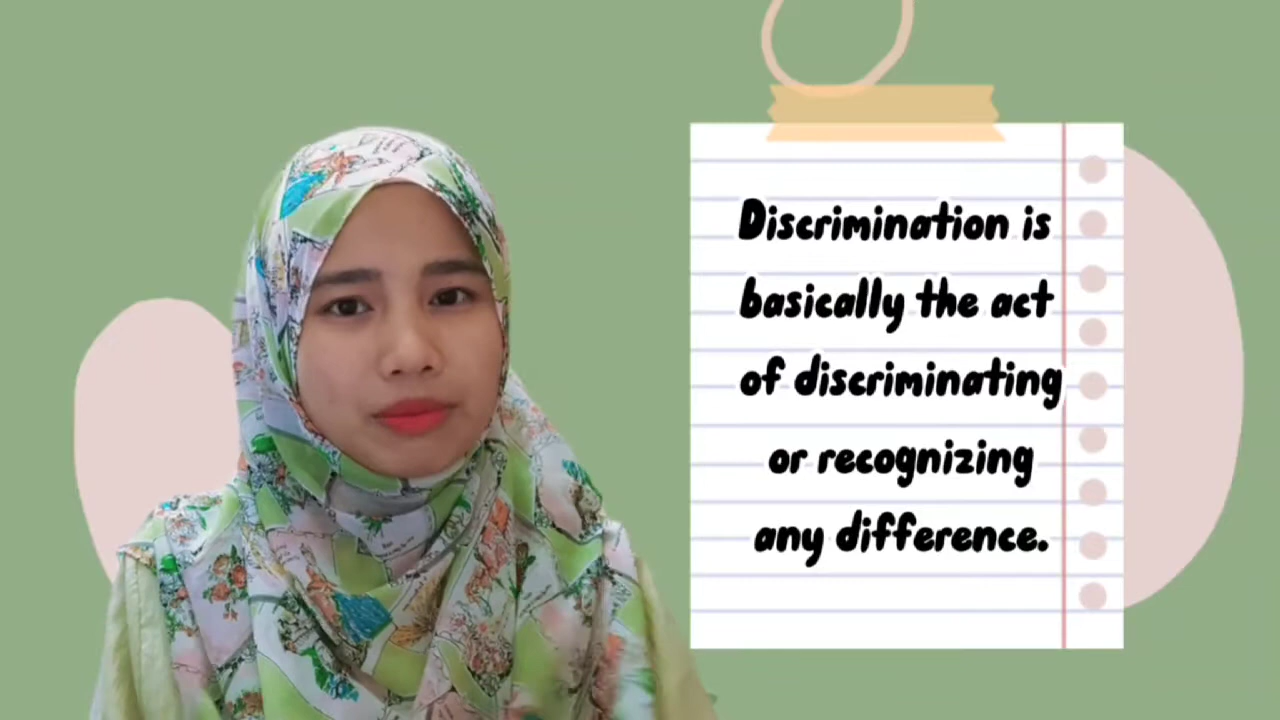 Discrimination is
basically the act
of discriminating
or recognizing
any difference.